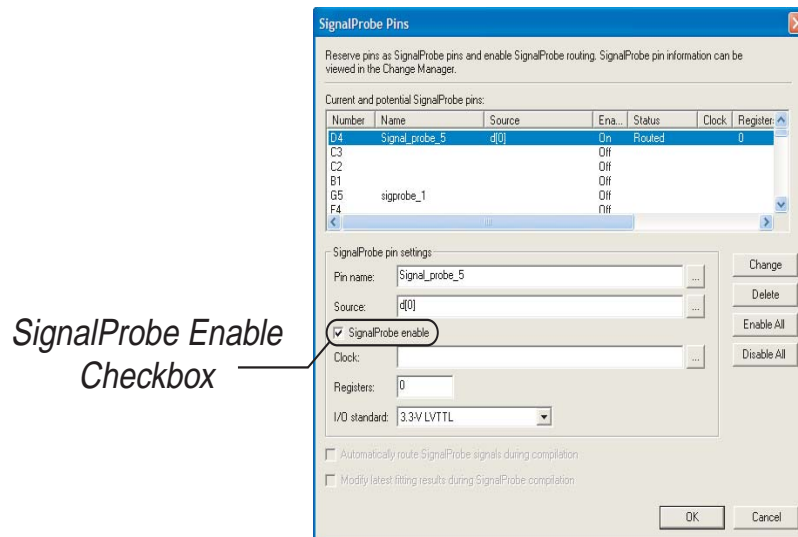 SignalProbe Pins
Reserve pins as SignalProbe pins and enable SignalProbe routing. SignalProbe pin information can be
viewed in the Change Manager.
Current and potential SignalProbe pins:
Number Name Source Ena... Status Clock Register
D4 Signal_probe_5 d[0] On Routed 0
C3 Off
C2 Off
B1 Off
G5 sigprobe_1 Off
F4 Off
SignalProbe pin settings
Pin name: Signal_probe_5 ...
Source: d[0] ...
SignalProbe enable
Clock: ...
Registers: 0
I/O standard: 3.3-V LVTTL
Change
Delete
Enable All
Disable All
Automatically route SignalProbe signals during compilation
Modify latest fitting results during SignalProbe compilation
OK Cancel
SignalProbe Enable
Checkbox